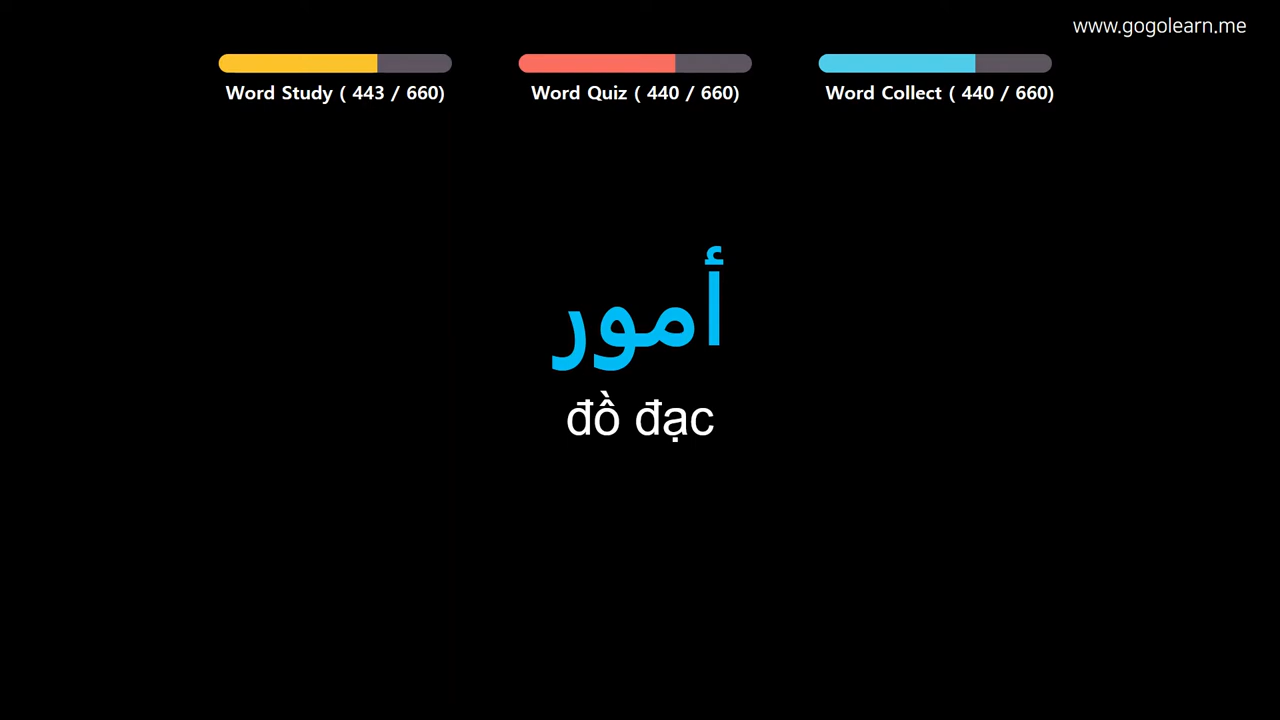 www.gogolearn.me
Word Study ( 443 / 660)
Word Quiz ( 440 / 660)
Word Collect ( 440 / 660)
أمور
đồ đạc